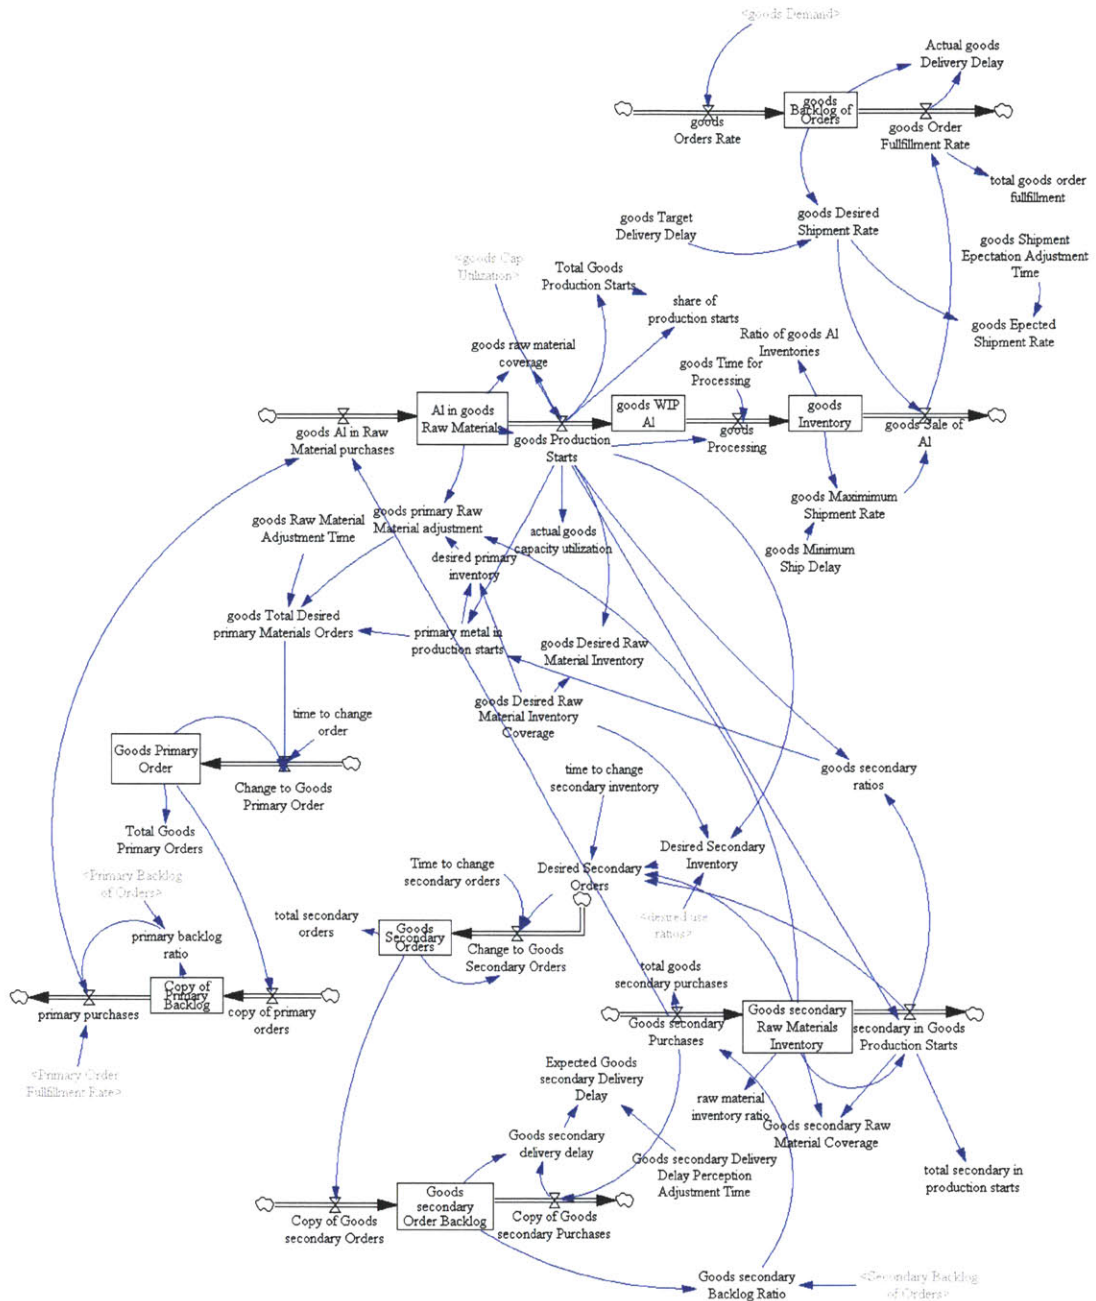 <goods Demand>
Actual goods
Delivery Delay
goods
Backlog of
Orders
goods
Orders Rate
goods Order
Fullfillment Rate
total goods order
fullfillment
goods Target
Delivery Delay
goods Desired
Shipment Rate
goods Shipment
Epectation Adjustment
Time
<goods Cap
Utilization>
Total Goods
Production Starts
share of
production starts
goods Epected
Shipment Rate
Ratio of goods Al
Inventories
goods raw material
coverage
goods Time for
Processing
Al in goods
Raw Materials
goods WIP
Al
goods
Inventory
goods Al in Raw
Material purchases
goods Production
Starts
goods
Processing
goods Sale of
Al
goods Maximimum
Shipment Rate
goods Raw Material
Adjustment Time
goods primary Raw
Material adjustment
actual goods
capacity utilization
goods Minimum
Ship Delay
desired primary
inventory
goods Total Desired
primary Materials Orders
primary metal in
production starts
goods Desired Raw
Material Inventory
goods Desired Raw
Material Inventory
Coverage
time to change
order
Goods Primary
Order
Change to Goods
Primary Order
time to change
secondary inventory
goods secondary
ratios
Total Goods
Primary Orders
Desired Secondary
Inventory
<Primary Backlog
of Orders>
Time to change
secondary orders
Desired Secondary
Orders
<desired use
ratios>
total secondary
orders
Goods
Secondary
Orders
Change to Goods
Secondary Orders
primary backlog
ratio
total goods
secondary purchases
Copy of
Primary
Backlog
primary purchases
copy of primary
orders
Goods secondary
Purchases
Goods secondary
Raw Materials
Inventory
secondary in Goods
Production Starts
<Primary Order
Fullfillment Rate>
Expected Goods
secondary Delivery
Delay
raw material
inventory ratio
Goods secondary Raw
Material Coverage
Goods secondary
delivery delay
Goods secondary Delivery
Delay Perception
Adjustment Time
total secondary in
production starts
Goods
secondary
Order Backlog
Copy of Goods
secondary Orders
Copy of Goods
secondary Purchases
Goods secondary
Backlog Ratio
<Secondary Backlog
of Orders>